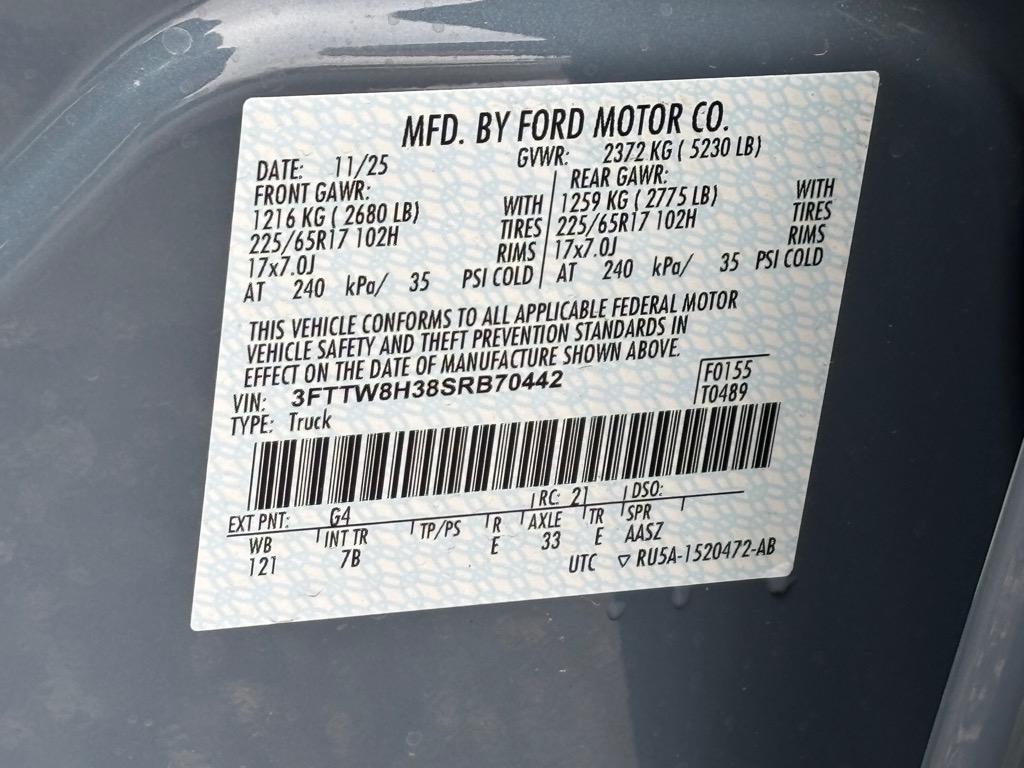 MFD. BY FORD MOTOR CO.
DATE: 11/25 GVWR: 2372 KG ( 5230 LB)
FRONT GAWR: REAR GAWR:
1216 KG ( 2680 LB) WITH 1259 KG ( 2775 LB) WITH
225/65R17 102H TIRES 225/65R17 102H TIRES
17x7.0J RIMS 17x7.0J RIMS
AT 240 kPa/ 35 PSI COLD AT 240 kPa/ 35 PSI COLD
THIS VEHICLE CONFORMS TO ALL APPLICABLE FEDERAL MOTOR
VEHICLE SAFETY AND THEFT PREVENTION STANDARDS IN
EFFECT ON THE DATE OF MANUFACTURE SHOWN ABOVE.
VIN: 3FTTW8H38SRB70442 F0155
TYPE: Truck T0489
EXT PNT: G4 RC: 21 DSO:
WB INT TR TP/PS R AXLE TR SPR
121 7B E 33 E AASZ
UTC ▽ RU5A-1520472-AB